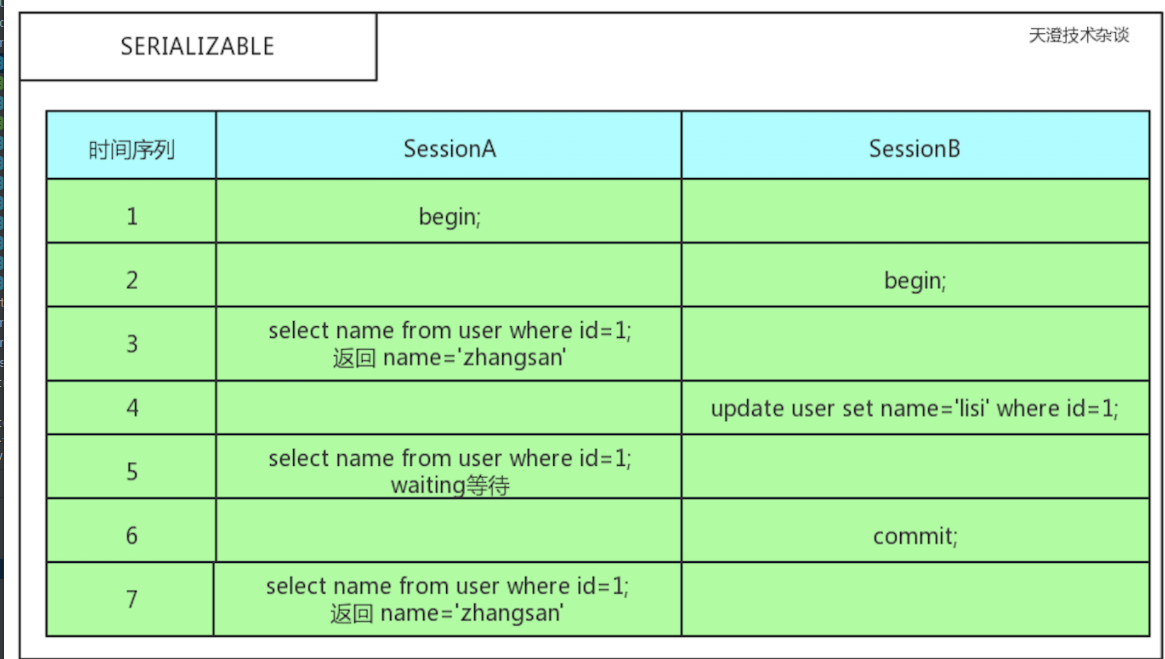 SERIALIZABLE
天澄技术杂谈
时间序列 SessionA SessionB
1 begin;
2 begin;
3 select name from user where id=1;
返回 name='zhangsan'
4 update user set name='lisi' where id=1;
5 select name from user where id=1;
waiting等待
6 commit;
7 select name from user where id=1;
返回 name='zhangsan'